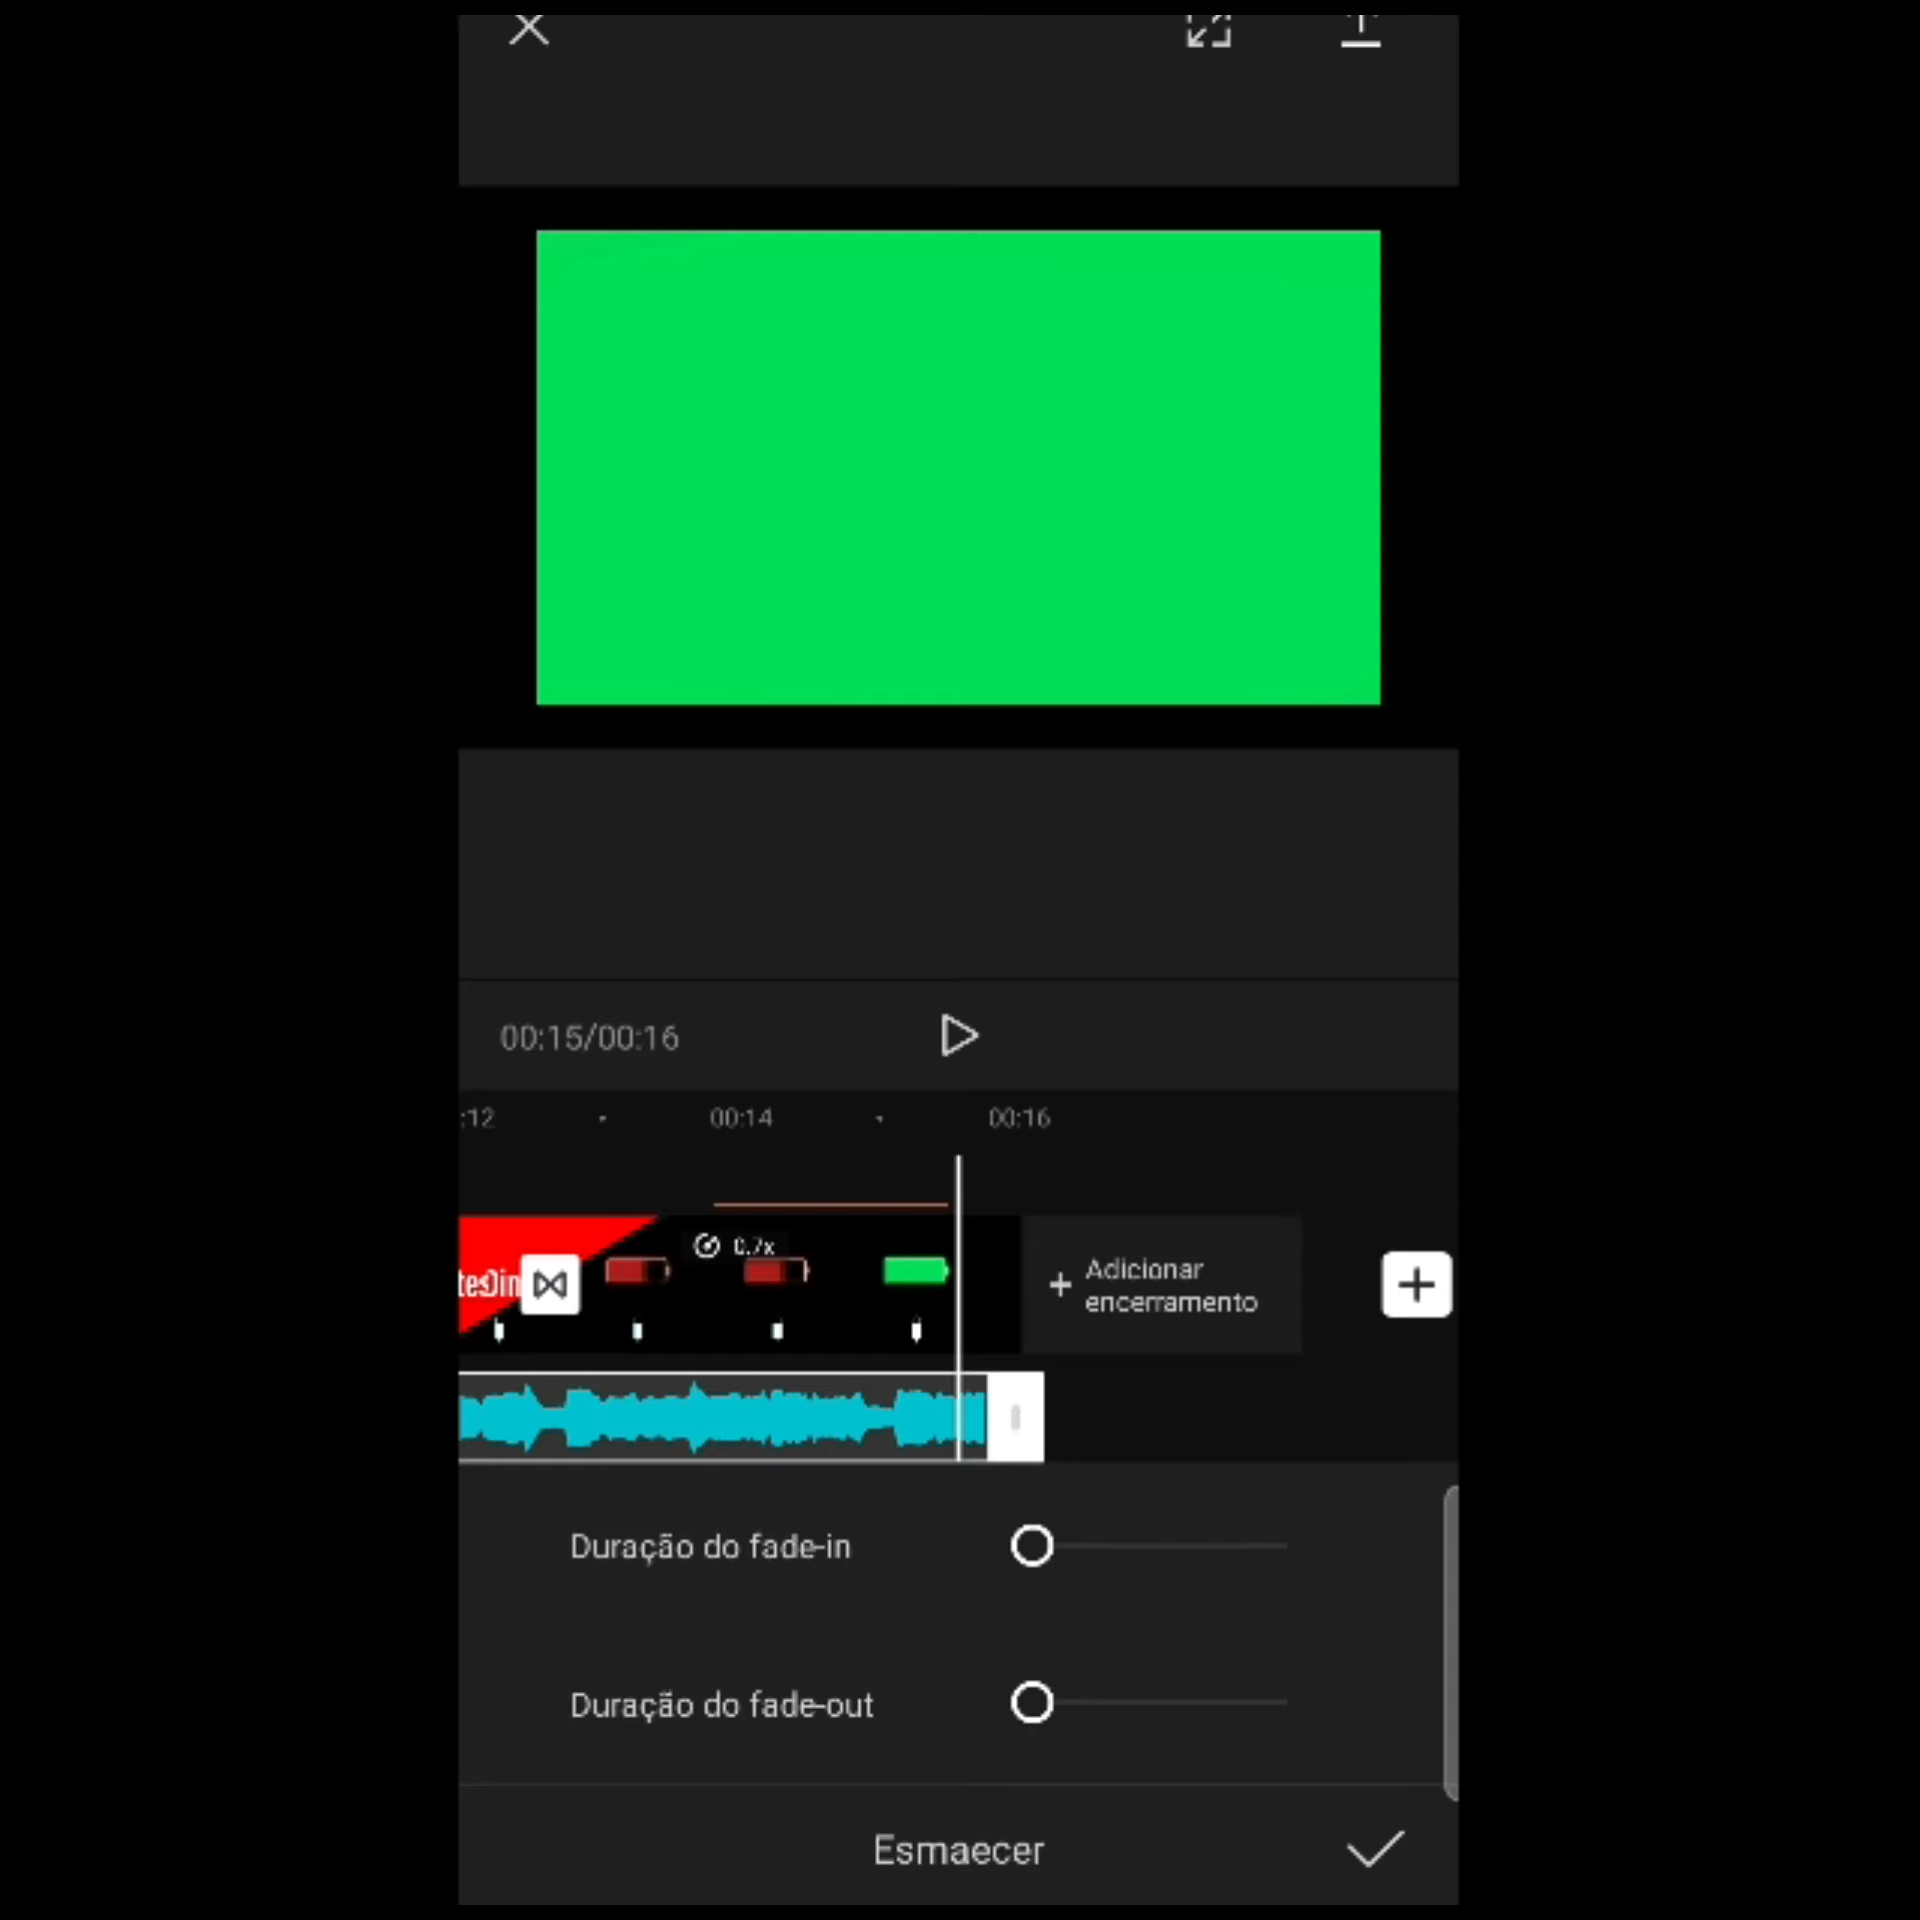 00:15/00:16
:12
00:14
00:16
0.7x
Adicionar
encerramento
Duração do fade-in
Duração do fade-out
Esmaecer